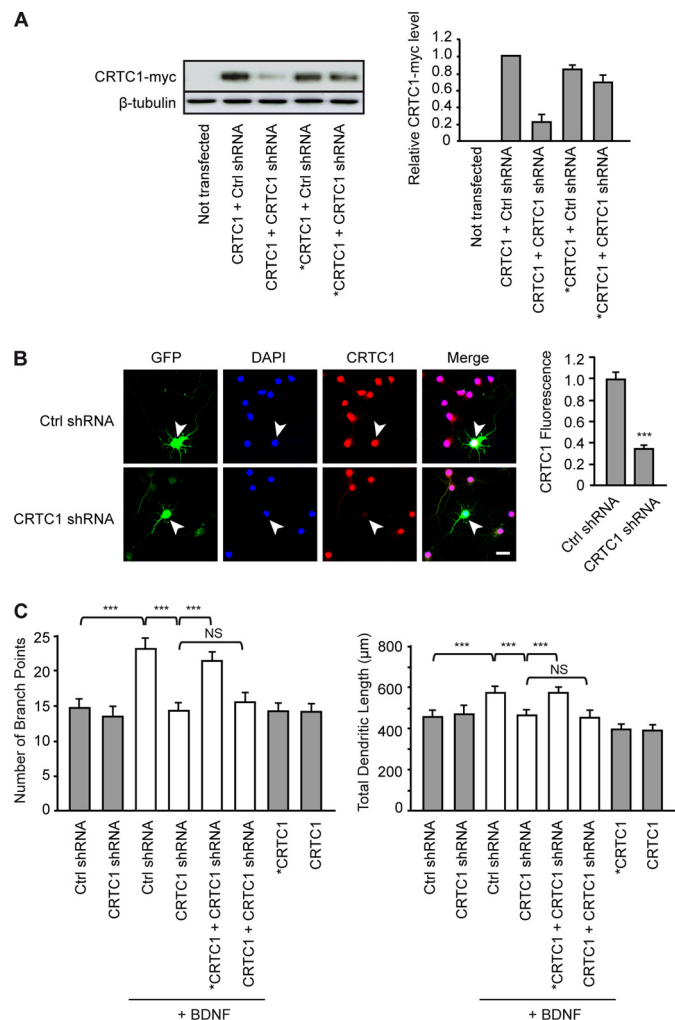 A
CRTC1-myc
β-tubulin
Not transfected
CRTC1 + Ctrl shRNA
CRTC1 + CRTC1 shRNA
*CRTC1 + Ctrl shRNA
*CRTC1 + CRTC1 shRNA
Relative CRTC1-myc level
1.2
1.0
0.8
0.6
0.4
0.2
0
Not transfected
CRTC1 + Ctrl shRNA
CRTC1 + CRTC1 shRNA
*CRTC1 + Ctrl shRNA
*CRTC1 + CRTC1 shRNA
B
GFP
DAPI
CRTC1
Merge
Ctrl shRNA
CRTC1 shRNA
CRTC1 Fluorescence
1.2
1.0
0.8
0.6
0.4
0.2
0
***
Ctrl shRNA
CRTC1 shRNA
C
Number of Branch Points
25
20
15
10
5
0
*** *** ***
NS
Ctrl shRNA
CRTC1 shRNA
Ctrl shRNA
CRTC1 shRNA
*CRTC1 + CRTC1 shRNA
CRTC1 + CRTC1 shRNA
*CRTC1
CRTC1
+ BDNF
Total Dendritic Length (µm)
800
600
400
200
0
*** *** ***
NS
Ctrl shRNA
CRTC1 shRNA
Ctrl shRNA
CRTC1 shRNA
*CRTC1 + CRTC1 shRNA
CRTC1 + CRTC1 shRNA
*CRTC1
CRTC1
+ BDNF